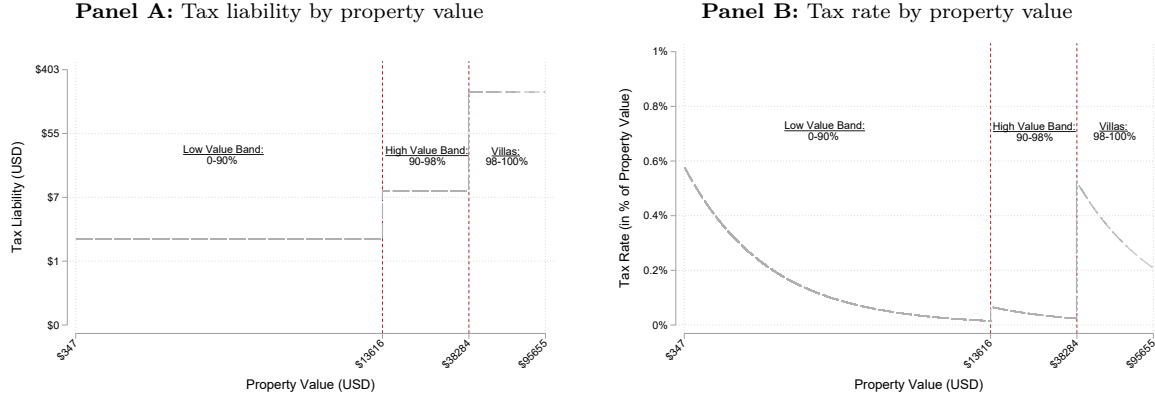 Panel A: Tax liability by property value
$403
$55
$7
$1
$0
Tax Liability (USD)
Low Value Band:
0-90%
High Value Band:
90-98%
Villas:
98-100%
$347
$13616
$38284
$95655
Property Value (USD)
Panel B: Tax rate by property value
1%
0.8%
0.6%
0.4%
0.2%
0%
Tax Rate (in % of Property Value)
Low Value Band:
0-90%
High Value Band:
90-98%
Villas:
98-100%
$347
$13616
$38284
$95655
Property Value (USD)